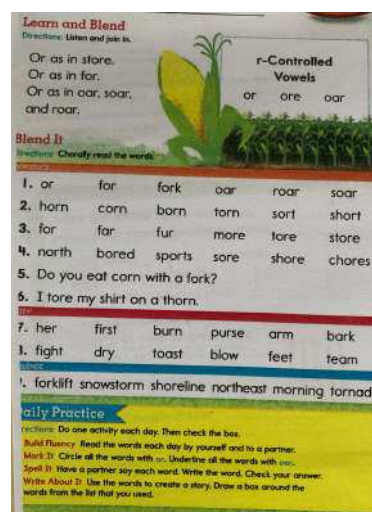 Learn and Blend
Directions: Listen and join in.
Or as in store.
Or as in for.
Or as in oar, soar,
and roar.
r-Controlled
Vowels
or ore oar
Blend It
Directions: Chorally read the words.
1. or for fork oar roar soar
2. horn corn born torn sort short
3. for far fur more tore store
4. north bored sports sore shore chores
5. Do you eat corn with a fork?
6. I tore my shirt on a thorn.
7. her first burn purse arm bark
8. fight dry toast blow feet team
forklift snowstorm shoreline northeast morning tornad
aily Practice
rections: Do one activity each day. Then check the box.
Build Fluency Read the words each day by yourself and to a partner.
Mark It Circle all the words with or. Underline all the words with oar.
Spell It Have a partner say each word. Write the word. Check your answer.
Write About It Use the words to create a story. Draw a box around the
words from the list that you used.